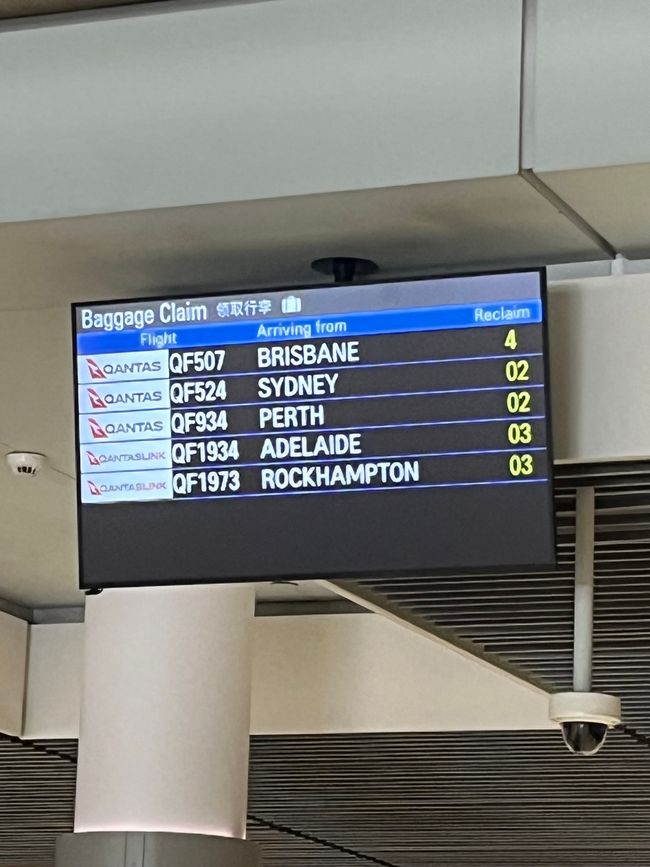 Baggage Claim 領取行李
Flight Arriving from Reclaim
QANTAS QF507 BRISBANE 4
QANTAS QF524 SYDNEY 02
QANTAS QF934 PERTH 02
QANTASLINK QF1934 ADELAIDE 03
QANTASLINK QF1973 ROCKHAMPTON 03